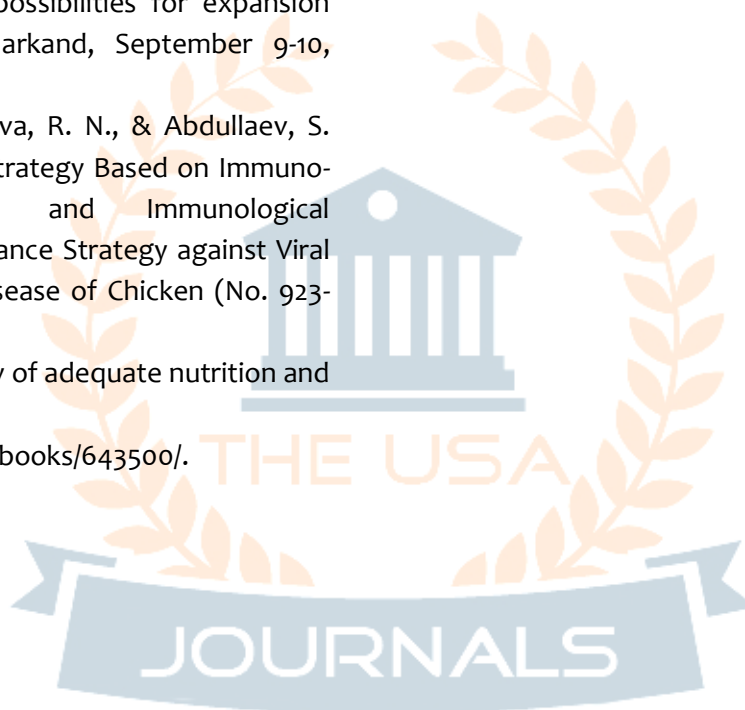 possibilities for expansion
arkand, September 9-10,
va, R. N., & Abdullaev, S.
trategy Based on Immuno-
and Immunological
ance Strategy against Viral
sease of Chicken (No. 923-
y of adequate nutrition and
books/643500/.
THE USA
JOURNALS